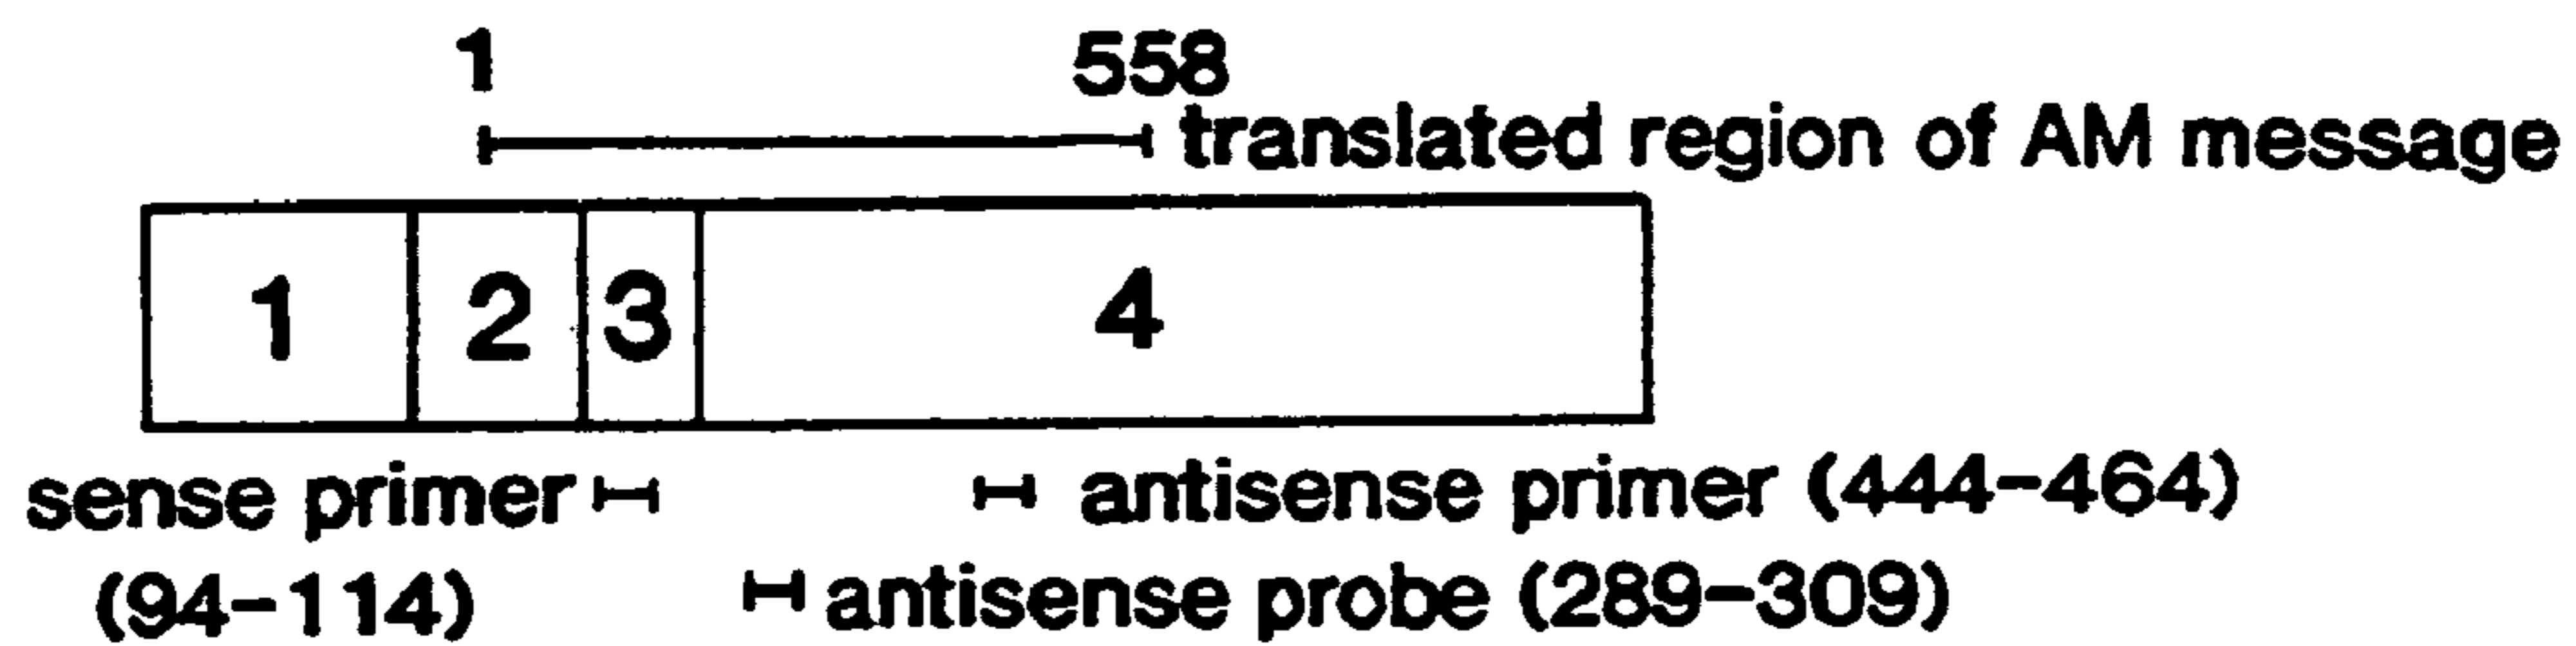 1 558
translated region of AM message
1 2 3 4
sense primer antisense primer (444-464)
(94-114) antisense probe (289-309)